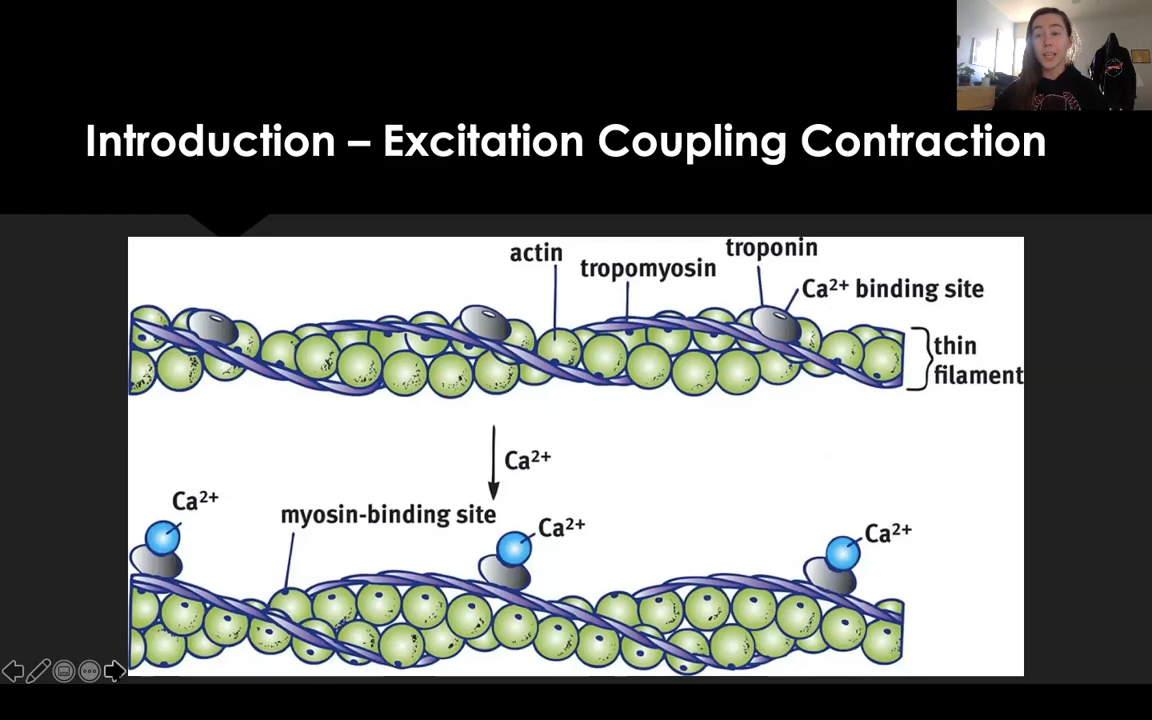 Introduction – Excitation Coupling Contraction
actin
tropomyosin
troponin
Ca²⁺ binding site
thin
filament
Ca²⁺
Ca²⁺
myosin-binding site
Ca²⁺
Ca²⁺